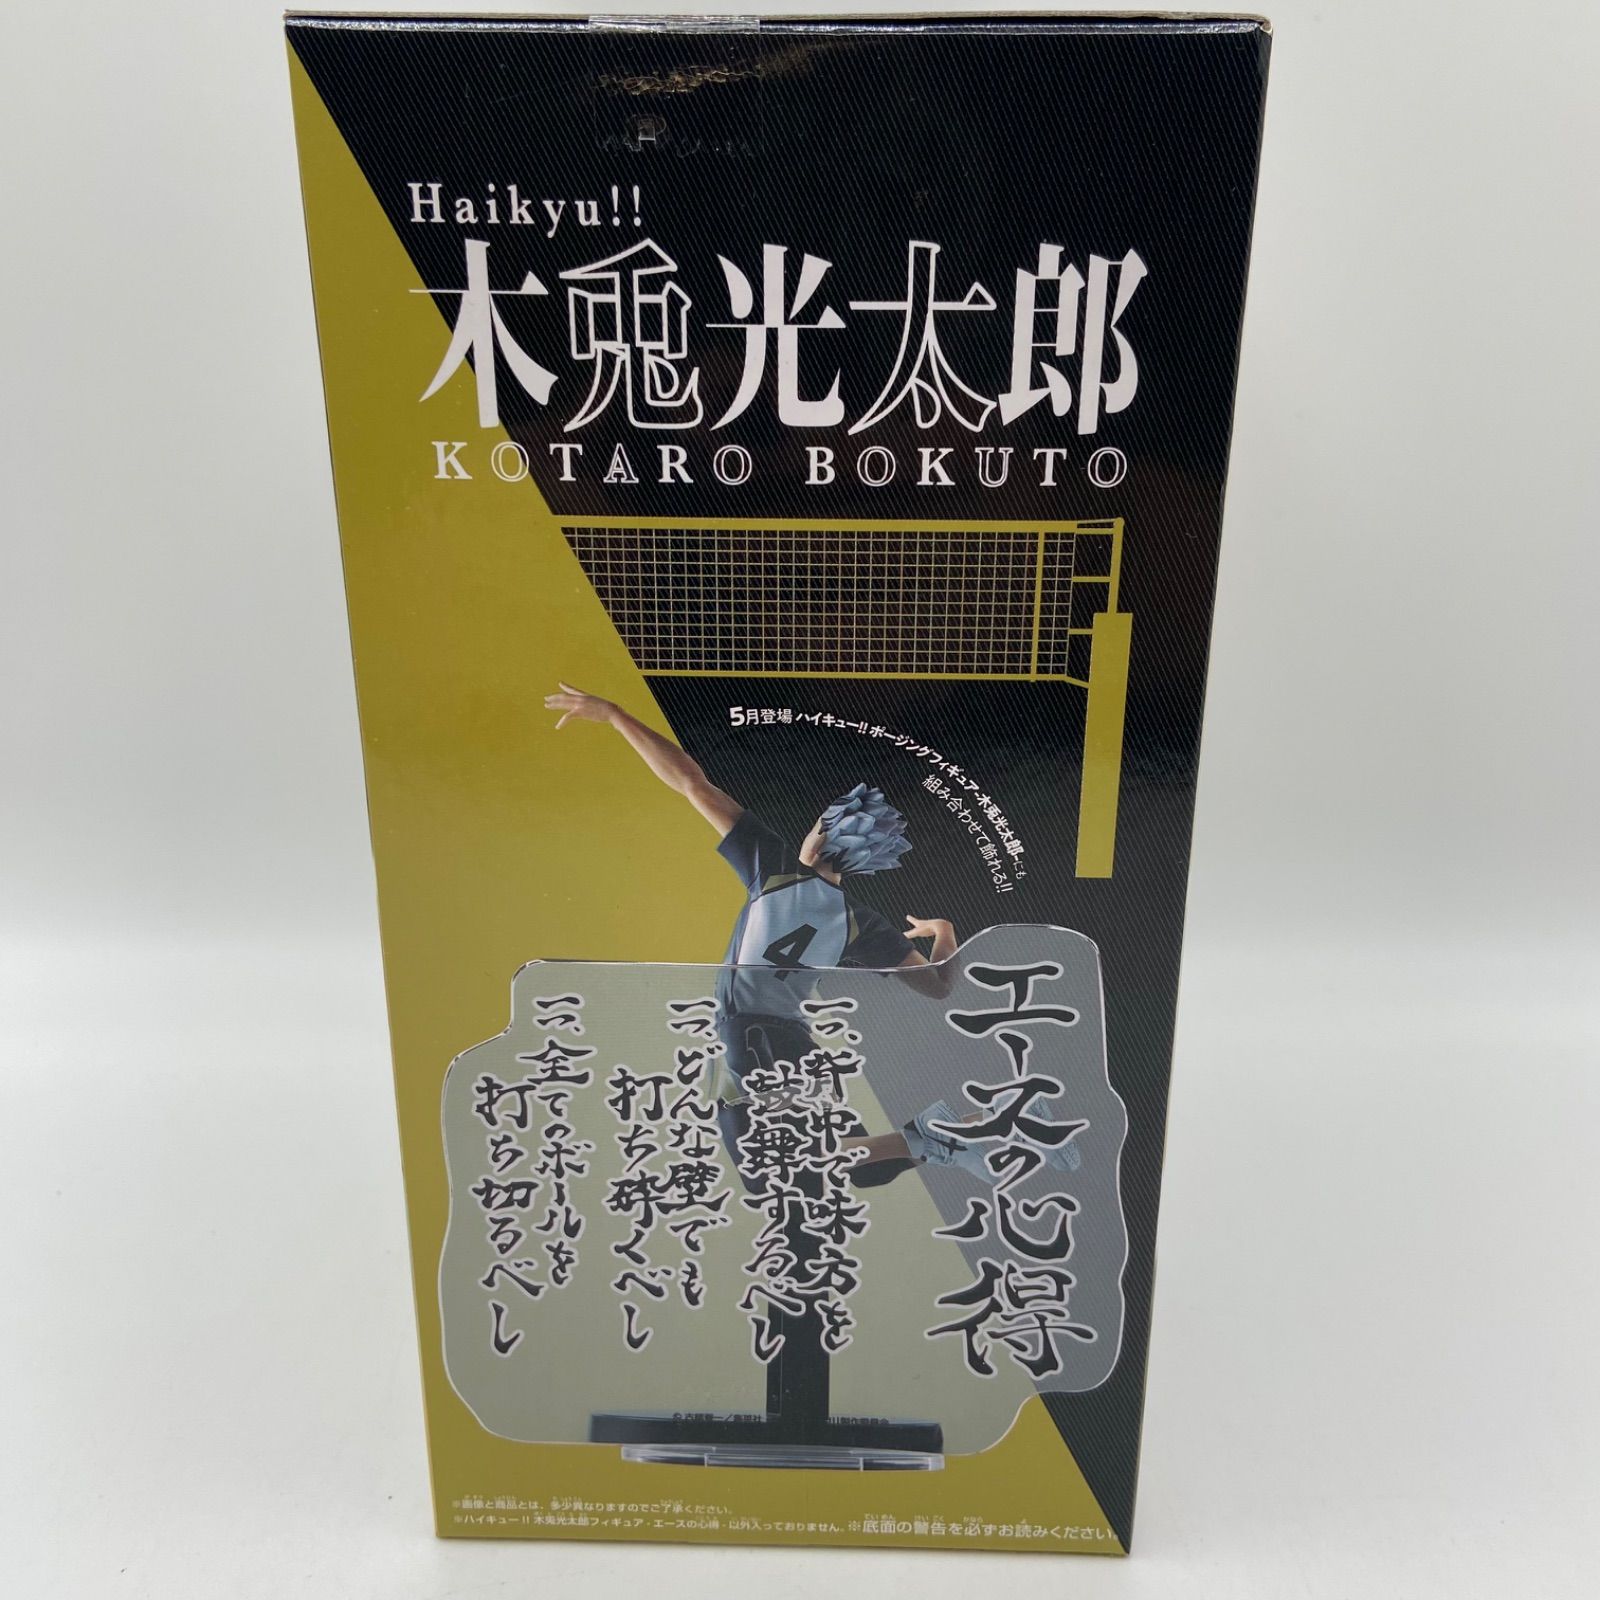 Haikyu!!
木兎光太郎
KOTARO BOKUTO
5月登場 ハイキュー!! ポージングフィギュア-木兎光太郎-にも
組み合わせて飾れる!!
4
エースの心得
一つ、背中で味方を
鼓舞するべし
一つ、どんな壁でも
打ち砕くべし
一つ、全てのボールを
打ち切るべし
※画像と商品とは、多少異なりますのでご了承ください。
※ハイキュー!! 木兎光太郎フィギュア・エースの心得・以外入っておりません。※底面の警告を必ずお読みください。